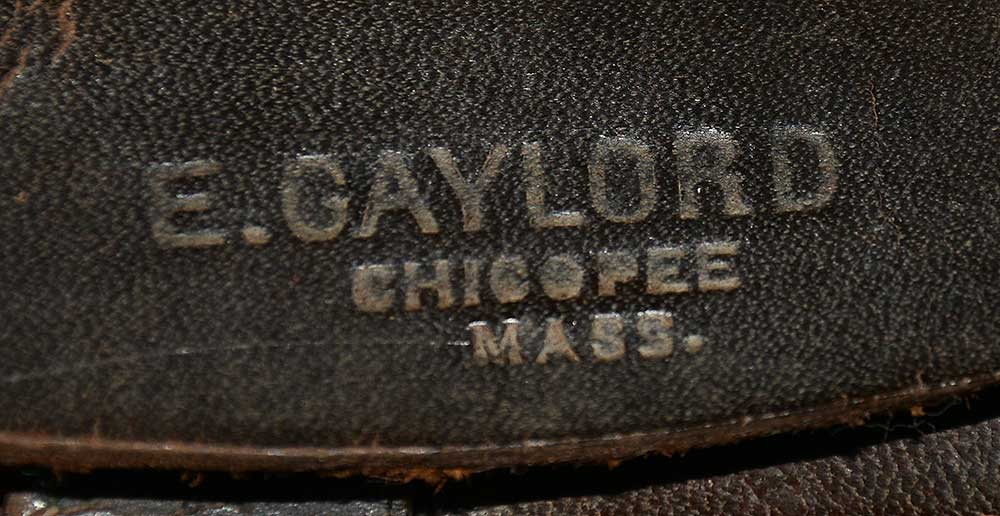 E. GAYLORD
CHICOPEE
MASS.